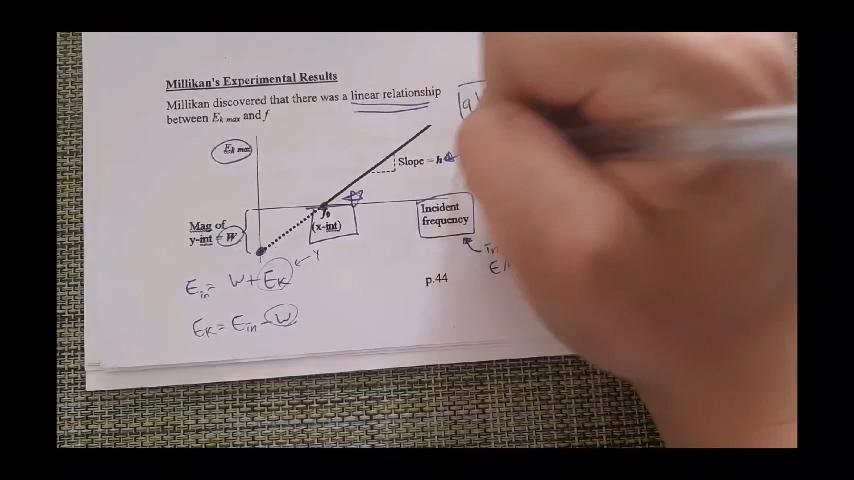 Millikan's Experimental Results
Millikan discovered that there was a linear relationship
between Ek max and f
Ek max
Slope = h
f0
(x-int)
Incident
frequency
Mag of
y-int = W
Ein = W + Ek
Y
Ek = Ein - W
p.44